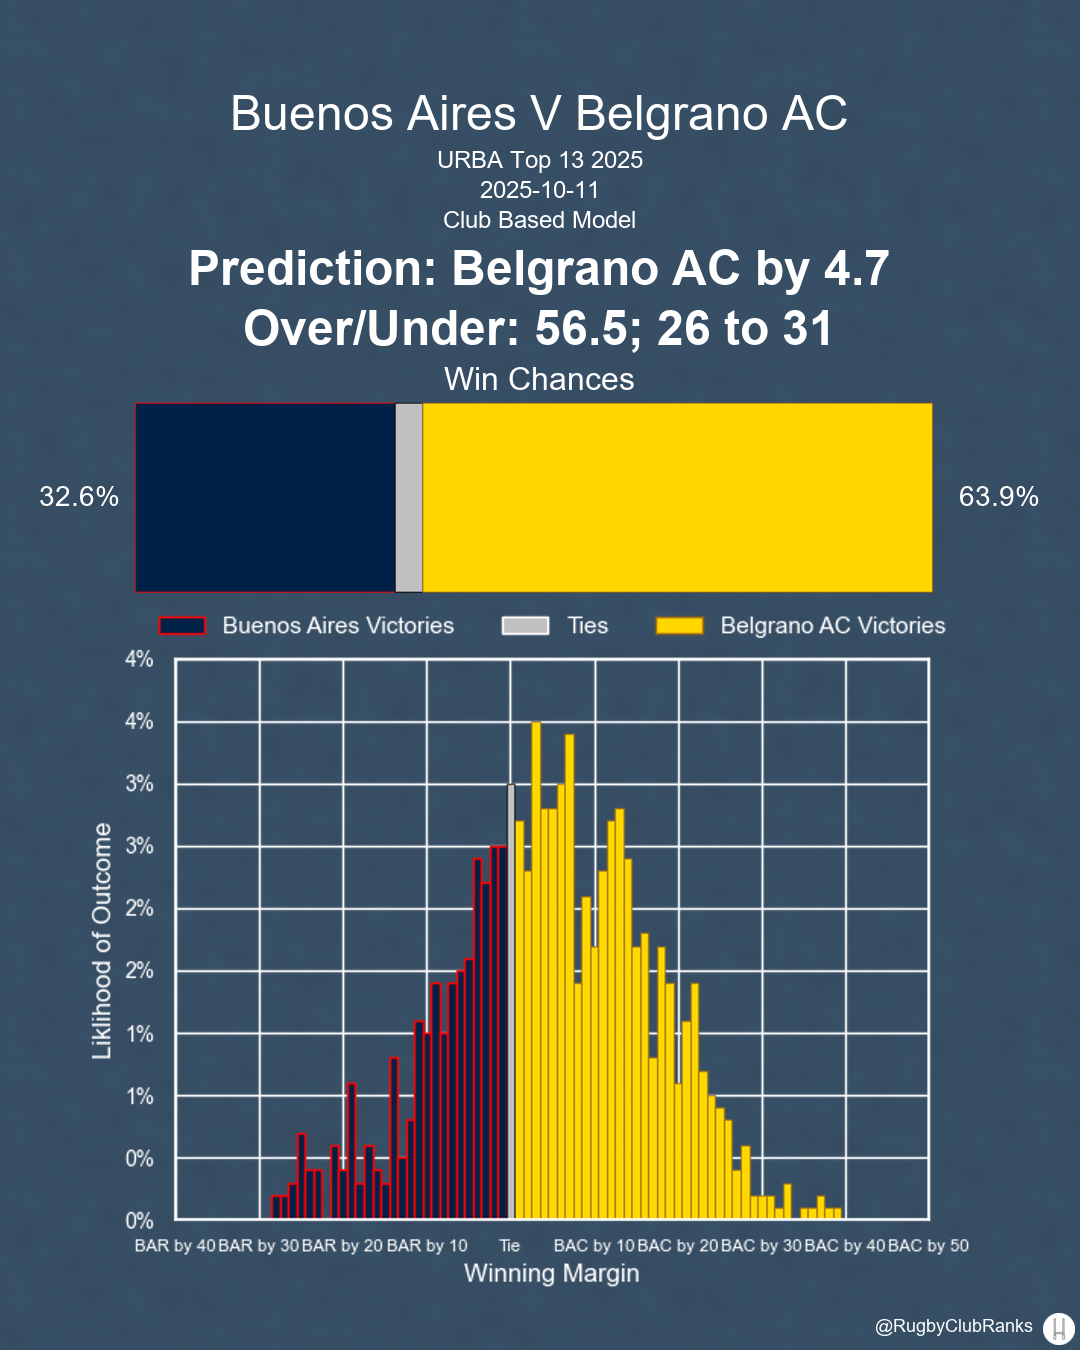 Buenos Aires V Belgrano AC
URBA Top 13 2025
2025-10-11
Club Based Model
Prediction: Belgrano AC by 4.7
Over/Under: 56.5; 26 to 31
Win Chances
32.6%
63.9%
Buenos Aires Victories Ties Belgrano AC Victories
4%
4%
3%
3%
2%
2%
1%
1%
0%
0%
Liklihood of Outcome
BAR by 40 BAR by 30 BAR by 20 BAR by 10 Tie BAC by 10 BAC by 20 BAC by 30 BAC by 40 BAC by 50
Winning Margin
@RugbyClubRanks